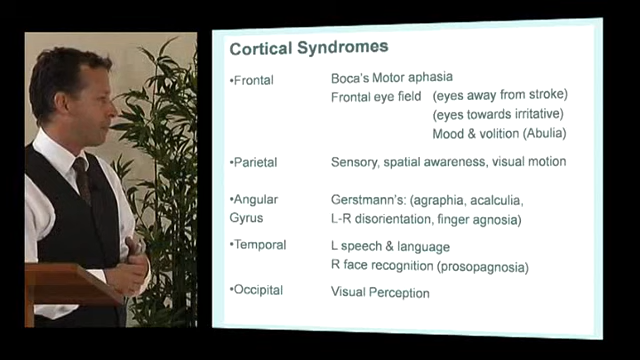 Cortical Syndromes
•Frontal Boca's Motor aphasia
Frontal eye field (eyes away from stroke)
(eyes towards irritative)
Mood & volition (Abulia)
•Parietal Sensory, spatial awareness, visual motion
•Angular Gerstmann's: (agraphia, acalculia,
Gyrus L-R disorientation, finger agnosia)
•Temporal L speech & language
R face recognition (prosopagnosia)
•Occipital Visual Perception